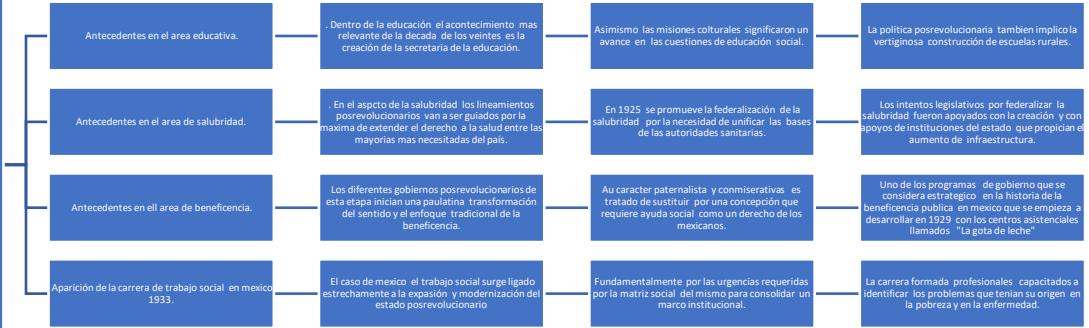 Antecedentes en el area educativa.
. Dentro de la educación el acontecimiento mas
relevante de la decada de los veintes es la
creación de la secretaria de la educación.
Asimismo las misiones colturales significaron un
avance en las cuestiones de educación social.
La politica posrevolucionaria tambien implico la
vertiginosa construcción de escuelas rurales.
Antecedentes en el area de salubridad.
. En el aspcto de la salubridad los lineamientos
posrevolucionarios van a ser guiados por la
maxima de extender el derecho a la salud entre las
mayorias mas necesitadas del país.
En 1925 se promueve la federalización de la
salubridad por la necesidad de unificar las bases
de las autoridades sanitarias.
Los intentos legislativos por federalizar la
salubridad fueron apoyados con la creación y con
apoyos de instituciones del estado que propician el
aumento de infraestructura.
Antecedentes en ell area de beneficencia.
Los diferentes gobiernos posrevolucionarios de
esta etapa inician una paulatina transformación
del sentido y el enfoque tradicional de la
beneficencia.
Au caracter paternalista y conmiserativas es
tratado de sustituir por una concepción que
requiere ayuda social como un derecho de los
mexicanos.
Uno de los programas de gobierno que se
considera estrategico en la historia de la
beneficencia publica en mexico que se empieza a
desarrollar en 1929 con los centros asistenciales
llamados "La gota de leche"
Aparición de la carrera de trabajo social en mexico
1933.
El caso de mexico el trabajo social surge ligado
estrechamente a la expasión y modernización del
estado posrevolucionario
Fundamentalmente por las urgencias requeridas
por la matriz social del mismo para consolidar un
marco institucional.
La carrera formada profesionales capacitados a
identificar los problemas que tenian su origen en
la pobreza y en la enfermedad.